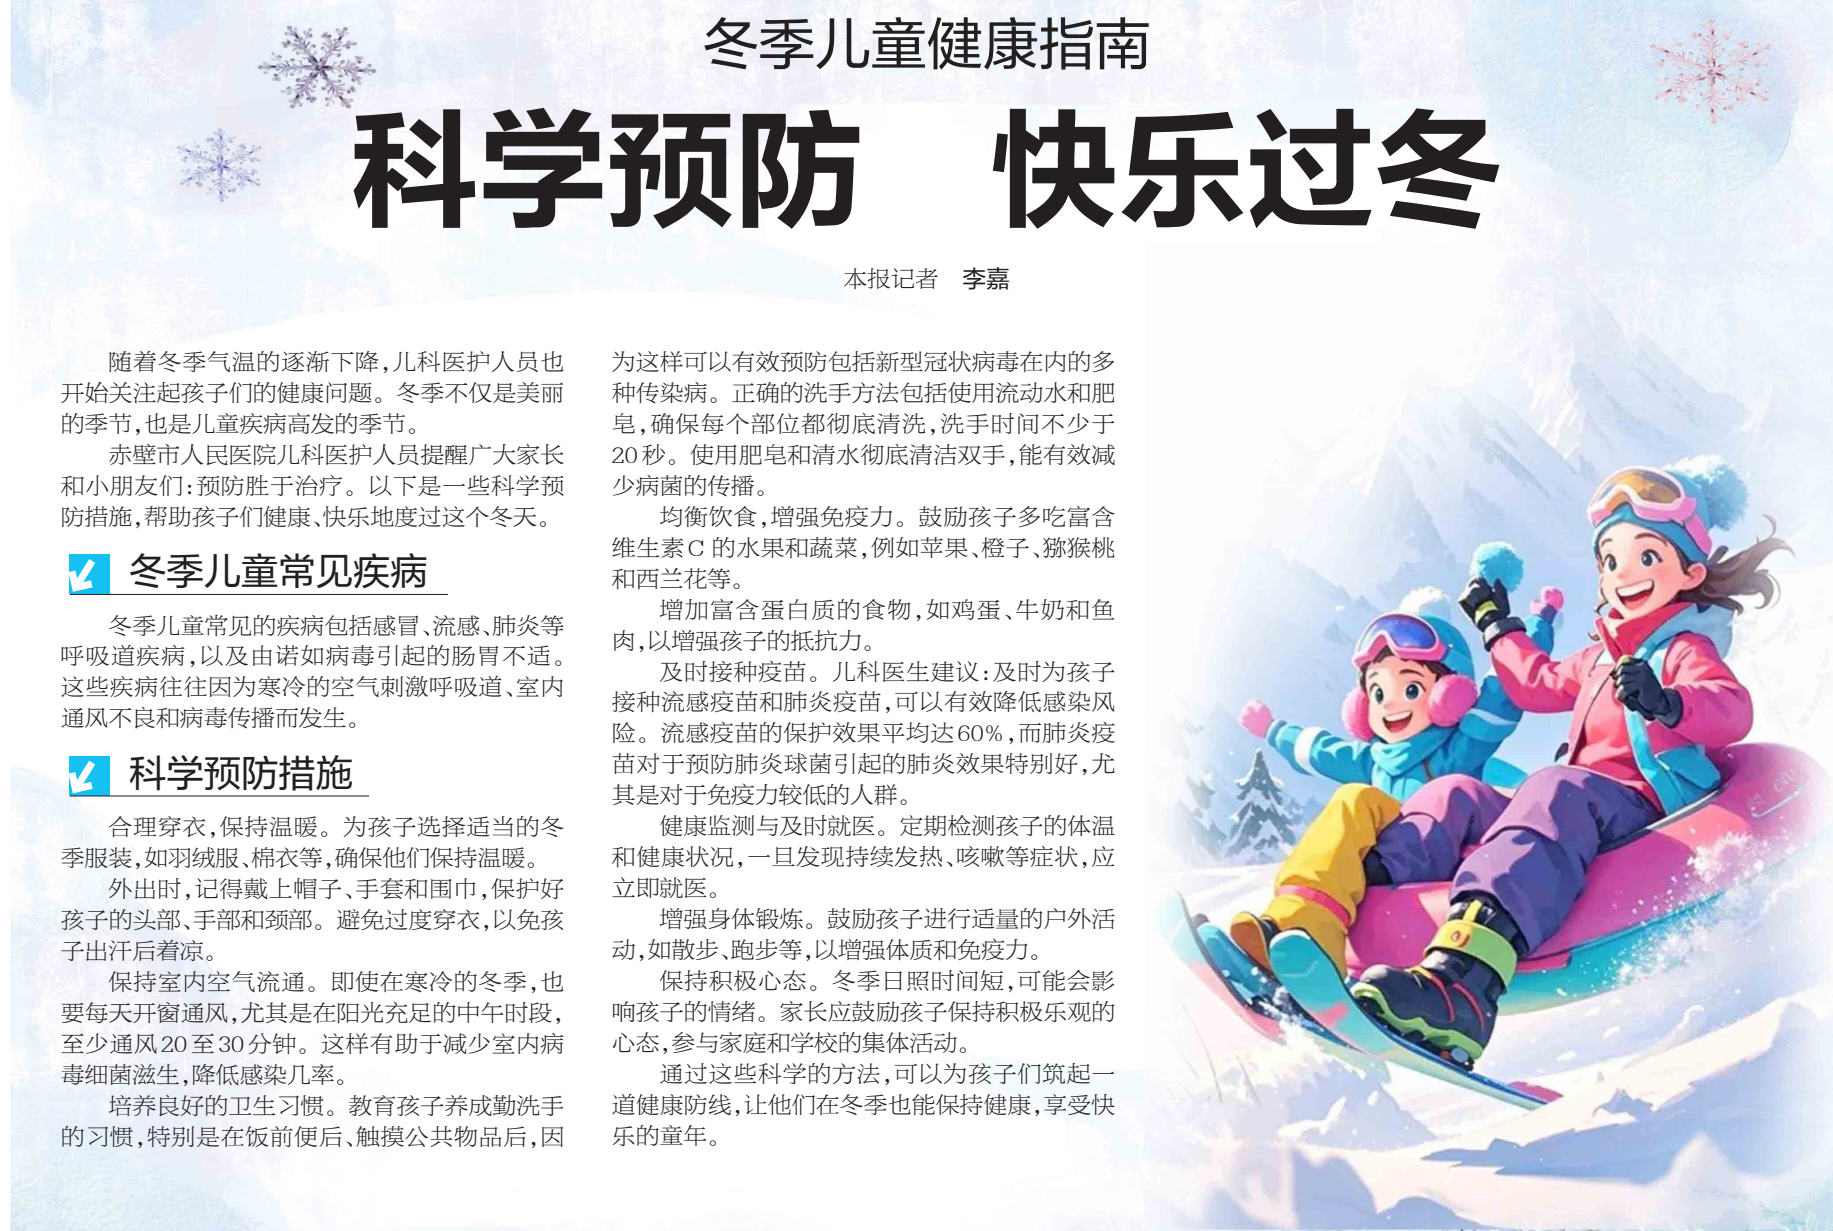 冬季儿童健康指南
科学预防　快乐过冬
本报记者　李嘉
随着冬季气温的逐渐下降,儿科医护人员也
开始关注起孩子们的健康问题。冬季不仅是美丽
的季节,也是儿童疾病高发的季节。
赤壁市人民医院儿科医护人员提醒广大家长
和小朋友们:预防胜于治疗。以下是一些科学预
防措施,帮助孩子们健康、快乐地度过这个冬天。
冬季儿童常见疾病
冬季儿童常见的疾病包括感冒、流感、肺炎等
呼吸道疾病,以及由诺如病毒引起的肠胃不适。
这些疾病往往因为寒冷的空气刺激呼吸道、室内
通风不良和病毒传播而发生。
科学预防措施
合理穿衣,保持温暖。为孩子选择适当的冬
季服装,如羽绒服、棉衣等,确保他们保持温暖。
外出时,记得戴上帽子、手套和围巾,保护好
孩子的头部、手部和颈部。避免过度穿衣,以免孩
子出汗后着凉。
保持室内空气流通。即使在寒冷的冬季,也
要每天开窗通风,尤其是在阳光充足的中午时段,
至少通风20至30分钟。这样有助于减少室内病
毒细菌滋生,降低感染几率。
培养良好的卫生习惯。教育孩子养成勤洗手
的习惯,特别是在饭前便后、触摸公共物品后,因
为这样可以有效预防包括新型冠状病毒在内的多
种传染病。正确的洗手方法包括使用流动水和肥
皂,确保每个部位都彻底清洗,洗手时间不少于
20秒。使用肥皂和清水彻底清洁双手,能有效减
少病菌的传播。
均衡饮食,增强免疫力。鼓励孩子多吃富含
维生素C的水果和蔬菜,例如苹果、橙子、猕猴桃
和西兰花等。
增加富含蛋白质的食物,如鸡蛋、牛奶和鱼
肉,以增强孩子的抵抗力。
及时接种疫苗。儿科医生建议:及时为孩子
接种流感疫苗和肺炎疫苗,可以有效降低感染风
险。流感疫苗的保护效果平均达60%,而肺炎疫
苗对于预防肺炎球菌引起的肺炎效果特别好,尤
其是对于免疫力较低的人群。
健康监测与及时就医。定期检测孩子的体温
和健康状况,一旦发现持续发热、咳嗽等症状,应
立即就医。
增强身体锻炼。鼓励孩子进行适量的户外活
动,如散步、跑步等,以增强体质和免疫力。
保持积极心态。冬季日照时间短,可能会影
响孩子的情绪。家长应鼓励孩子保持积极乐观的
心态,参与家庭和学校的集体活动。
通过这些科学的方法,可以为孩子们筑起一
道健康防线,让他们在冬季也能保持健康,享受快
乐的童年。